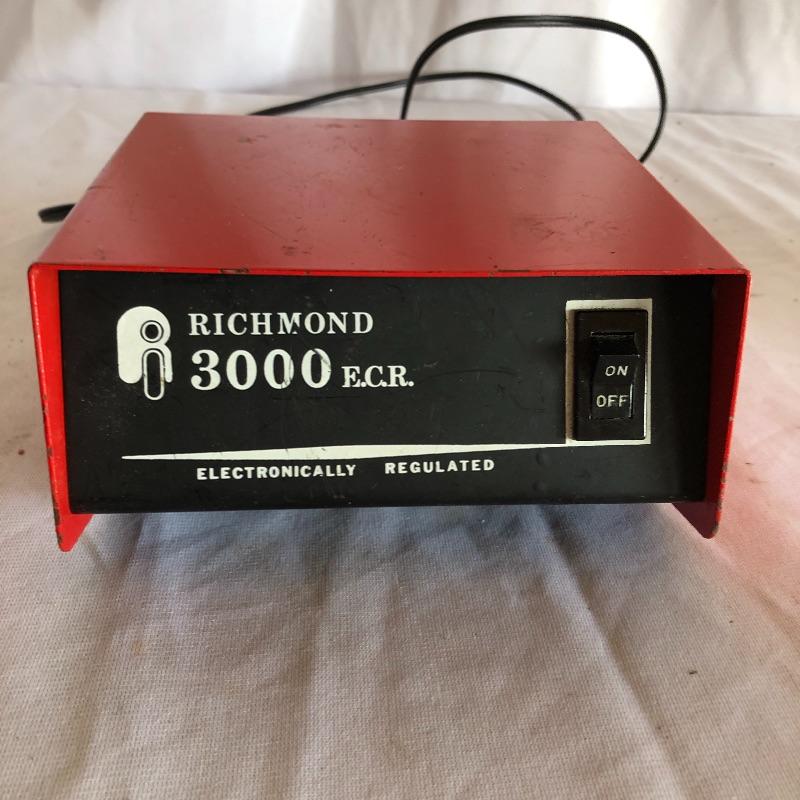 RICHMOND
3000 E.C.R.
ON
OFF
ELECTRONICALLY REGULATED